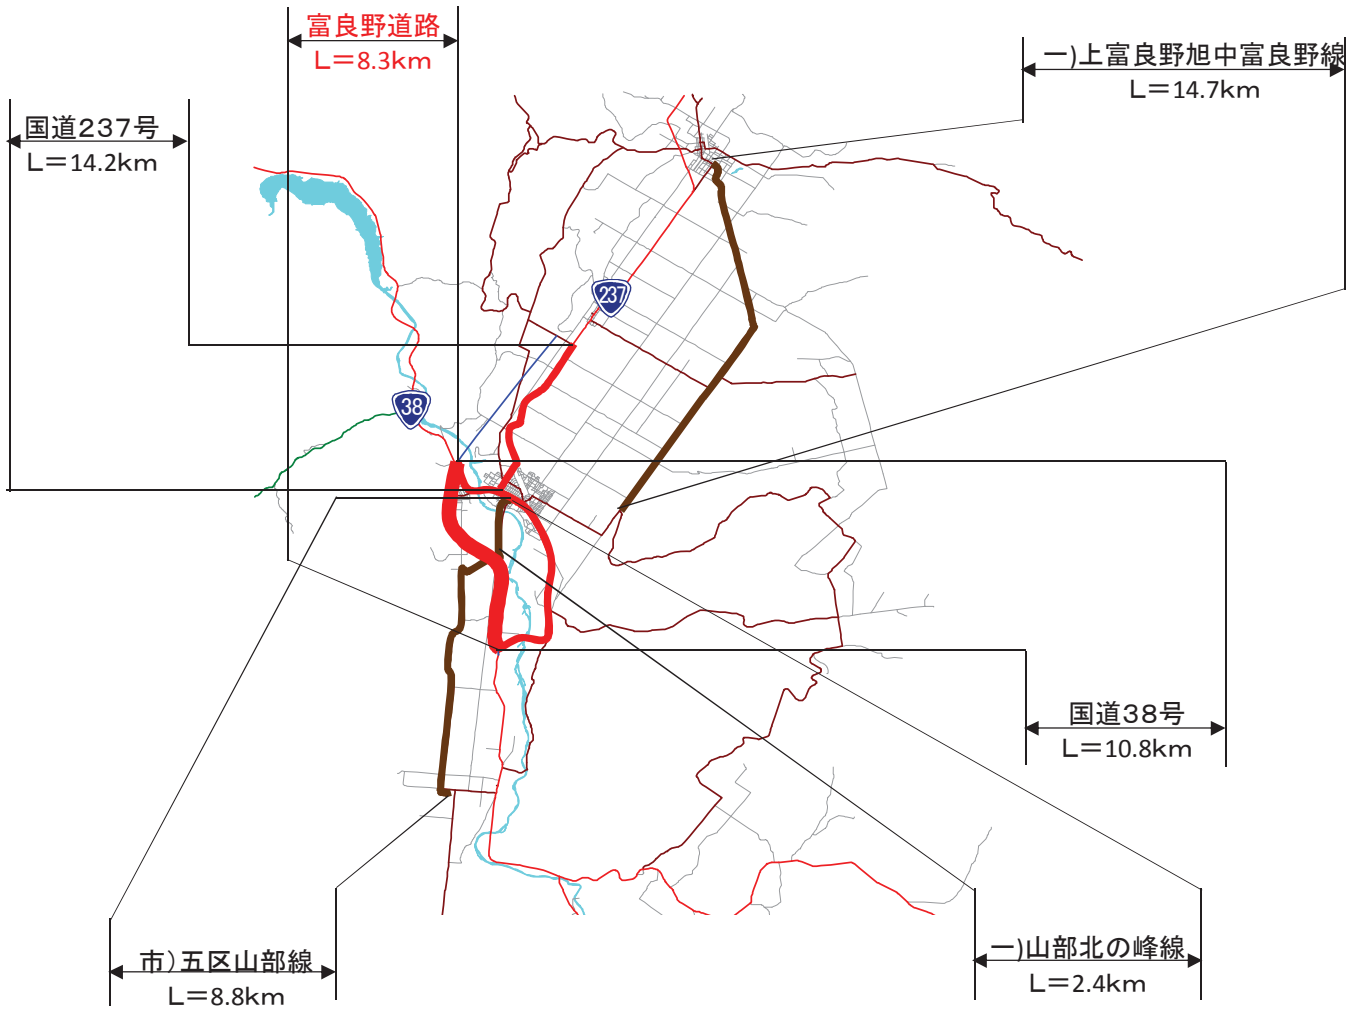 富良野道路
L＝8.3km
一)上富良野旭中富良野線
L＝14.7km
国道237号
L＝14.2km
237
38
国道38号
L＝10.8km
市）五区山部線
L＝8.8km
一)山部北の峰線
L＝2.4km